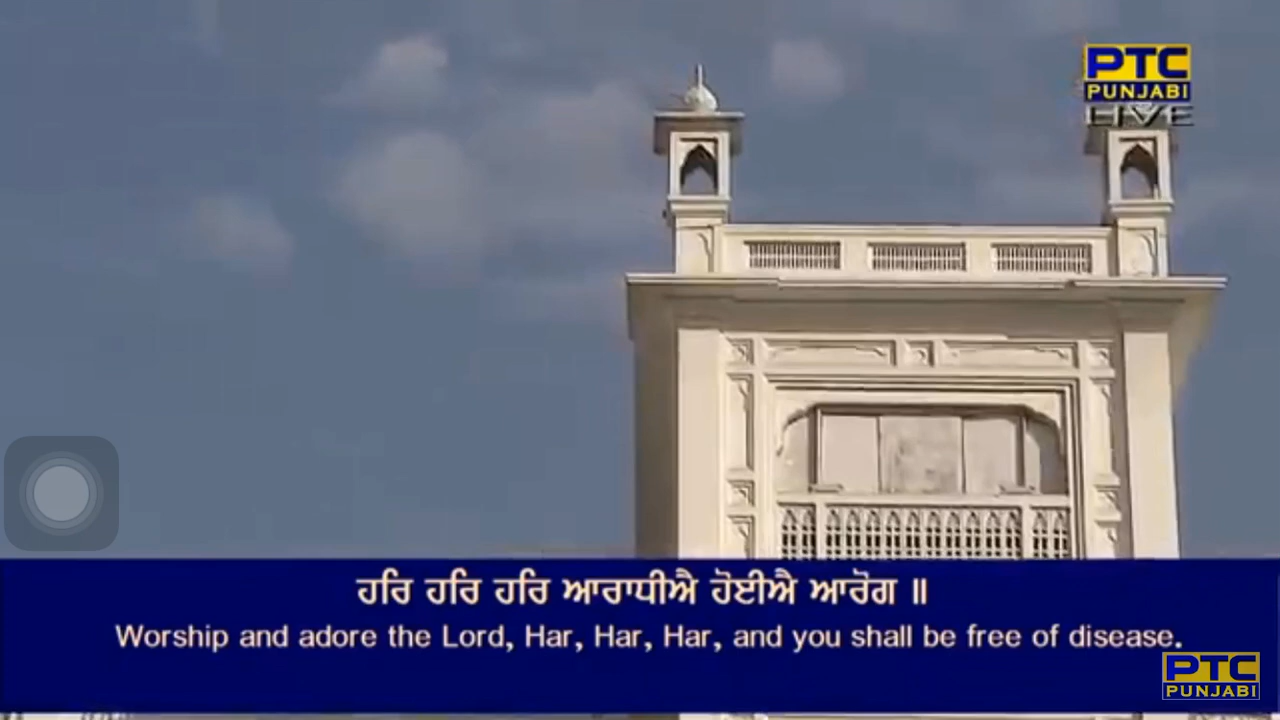 PTC
PUNJABI
LIVE
ਹਰਿ ਹਰਿ ਹਰਿ ਆਰਾਧੀਐ ਹੋਈਐ ਆਰੋਗ ॥
Worship and adore the Lord, Har, Har, Har, and you shall be free of disease.
PTC
PUNJABI